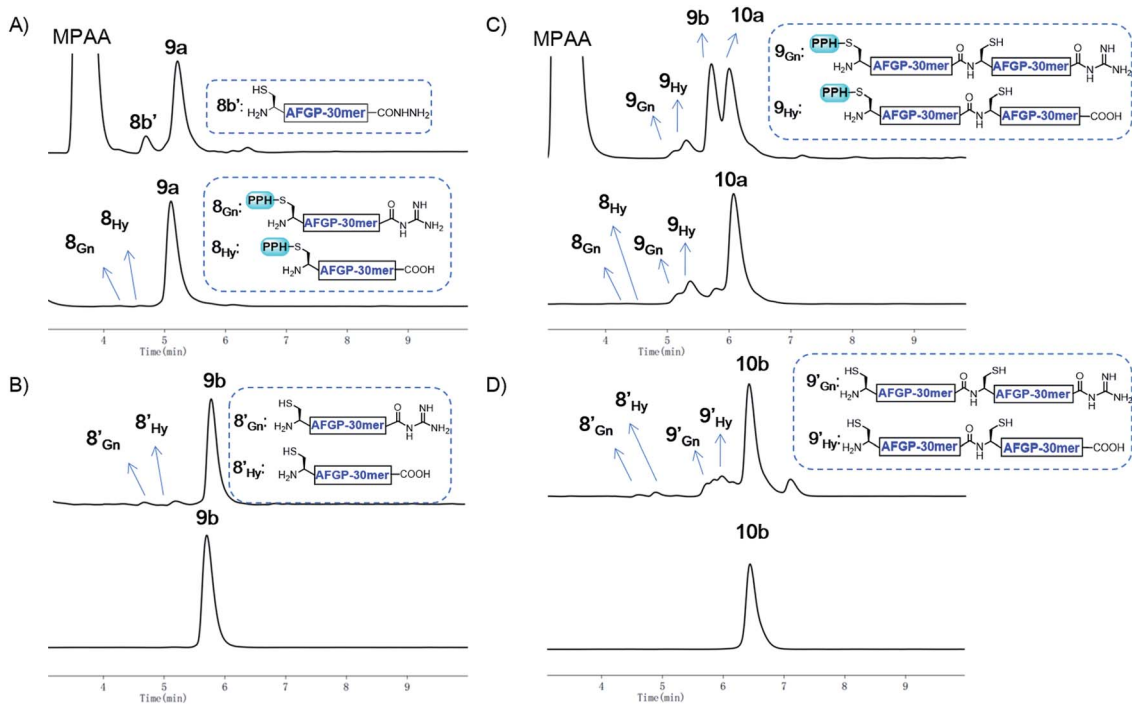 A)
MPAA
9a
8b'
8b':
HS
H₂N
AFGP-30mer
CONHNH₂
9a
8Gn
8Hy
8Gn:
PPH
S
O
NH
H₂N
AFGP-30mer
N
H
NH₂
8Hy:
PPH
S
H₂N
AFGP-30mer
COOH
4 5 6 7 8 9
Time(min)
B)
9b
8'Gn
8'Hy
8'Gn:
HS
O
NH
H₂N
AFGP-30mer
N
H
NH₂
8'Hy:
HS
H₂N
AFGP-30mer
COOH
9b
4 5 6 7 8 9
Time(min)
C)
MPAA
9b
10a
9Gn
9Hy
9Gn:
PPH
S
O
SH
O
NH
H₂N
AFGP-30mer
N
H
AFGP-30mer
N
H
NH₂
9Hy:
PPH
S
O
SH
H₂N
AFGP-30mer
N
H
AFGP-30mer
COOH
10a
8Hy
8Gn
9Gn
9Hy
4 5 6 7 8 9
Time(min)
D)
10b
8'Hy
8'Gn
9'Gn
9'Hy
9'Gn:
HS
O
SH
O
NH
H₂N
AFGP-30mer
N
H
AFGP-30mer
N
H
NH₂
9'Hy:
HS
O
SH
H₂N
AFGP-30mer
N
H
AFGP-30mer
COOH
10b
4 5 6 7 8 9
Time(min)